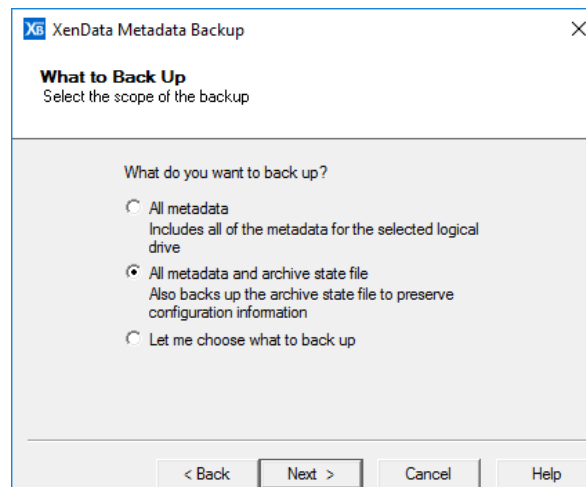 XB XenData Metadata Backup
What to Back Up
Select the scope of the backup
What do you want to back up?
All metadata
Includes all of the metadata for the selected logical
drive
All metadata and archive state file
Also backs up the archive state file to preserve
configuration information
Let me choose what to back up
< Back Next > Cancel Help